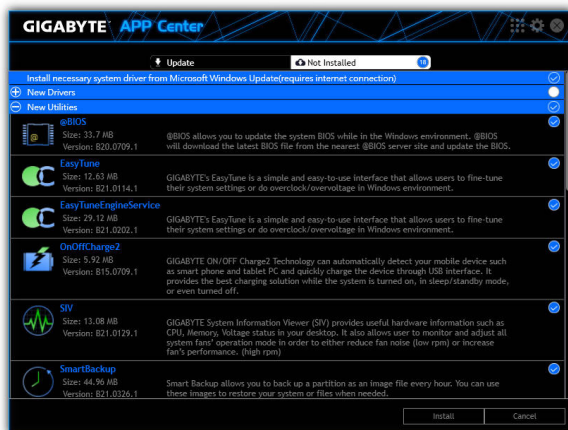 GIGABYTE™ APP Center
Update
Not Installed 18
Install necessary system driver from Microsoft Windows Update(requires internet connection)
New Drivers
New Utilities
@BIOS
Size: 33.7 MB
Version: B20.0709.1
@BIOS allows you to update the system BIOS while in the Windows environment. @BIOS
will download the latest BIOS file from the nearest @BIOS server site and update the BIOS.
EasyTune
Size: 12.63 MB
Version: B21.0114.1
GIGABYTE's EasyTune is a simple and easy-to-use interface that allows users to fine-tune
their system settings or do overclock/overvoltage in Windows environment.
EasyTuneEngineService
Size: 29.12 MB
Version: B21.0202.1
GIGABYTE's EasyTune is a simple and easy-to-use interface that allows users to fine-tune
their system settings or do overclock/overvoltage in Windows environment.
OnOffCharge2
Size: 5.92 MB
Version: B15.0709.1
GIGABYTE ON/OFF Charge2 Technology can automatically detect your mobile device such
as smart phone and tablet PC and quickly charge the device through USB interface. It
provides the best charging solution while the system is turned on, in sleep/standby mode,
or even turned off.
SIV
Size: 13.08 MB
Version: B21.0129.1
GIGABYTE System Information Viewer (SIV) provides useful hardware information such as
CPU, Memory, Voltage status in your desktop. It also allows user to monitor and adjust all
system fans' operation mode in order to either reduce fan noise (low rpm) or increase
fan's performance. (high rpm)
SmartBackup
Size: 44.96 MB
Version: B21.0326.1
Smart Backup allows you to back up a partition as an image file every hour. You can use
these images to restore your system or files when needed.
Install
Cancel